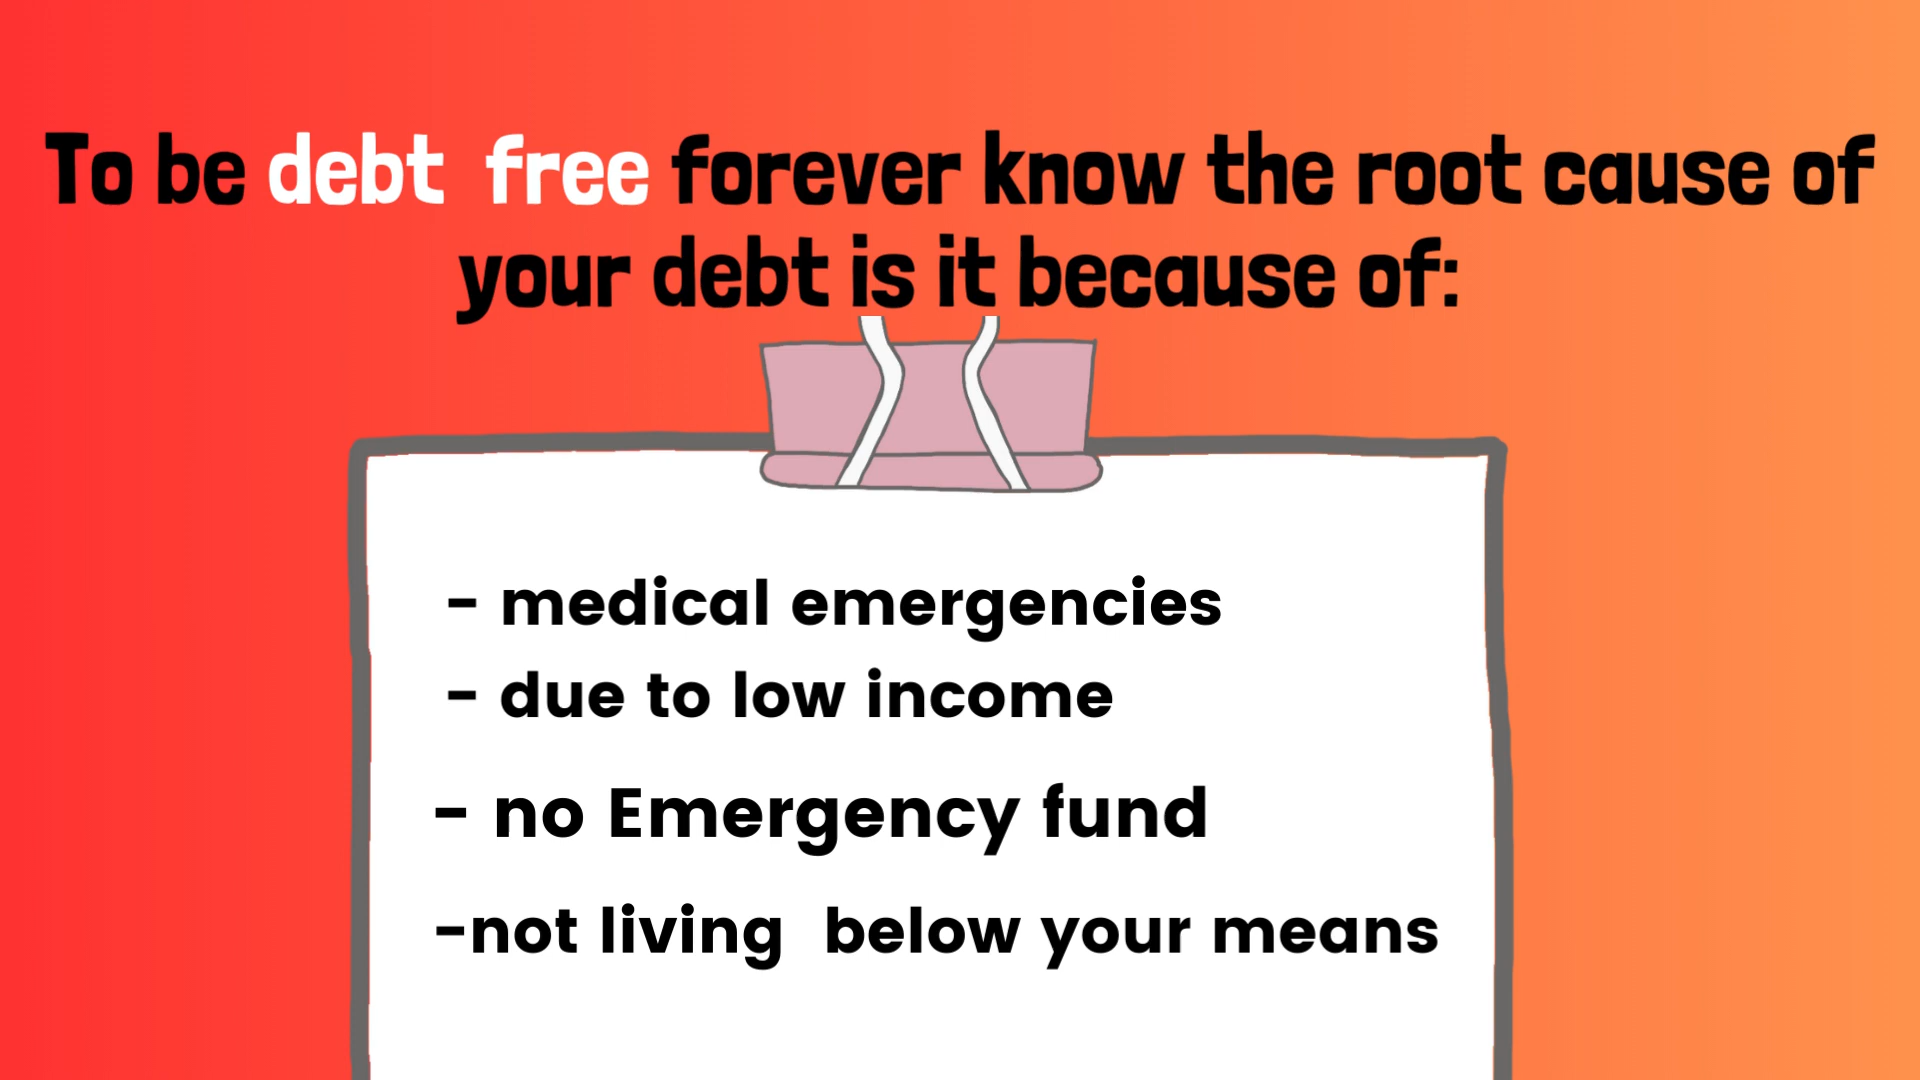 To be debt free forever know the root cause of
your debt is it because of:
- medical emergencies
- due to low income
- no Emergency fund
-not living below your means